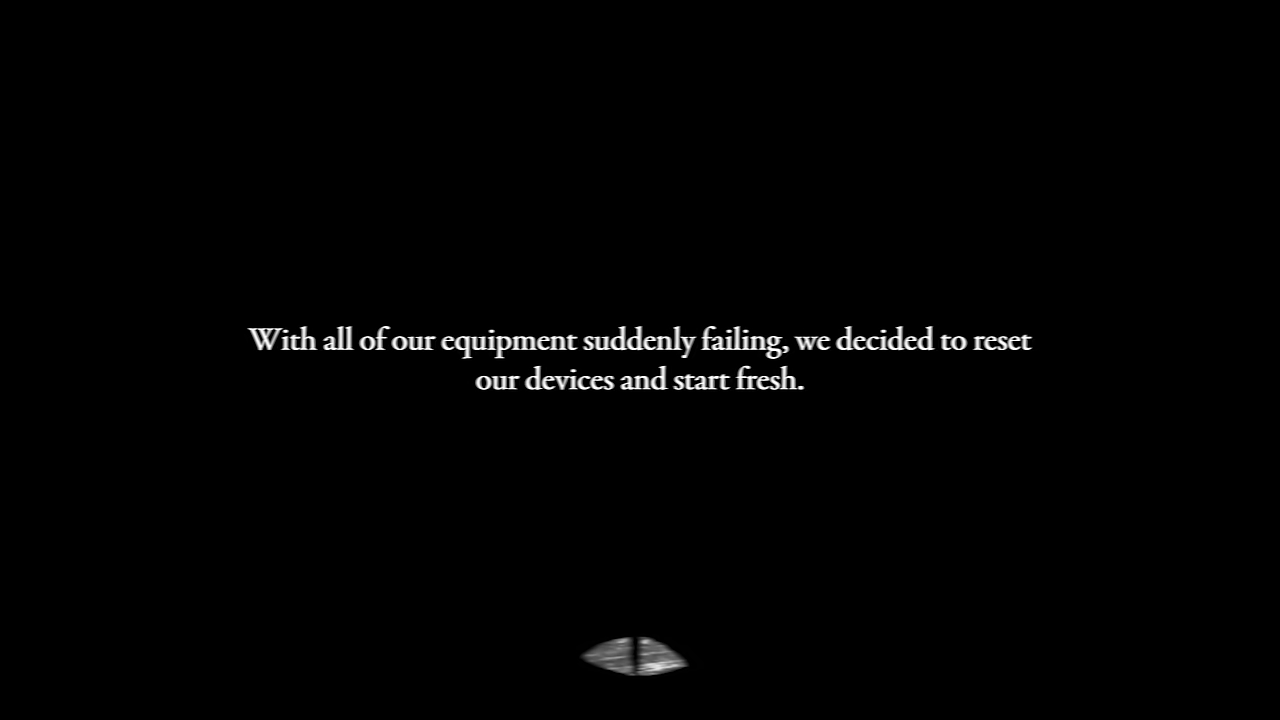 With all of our equipment suddenly failing, we decided to reset
our devices and start fresh.